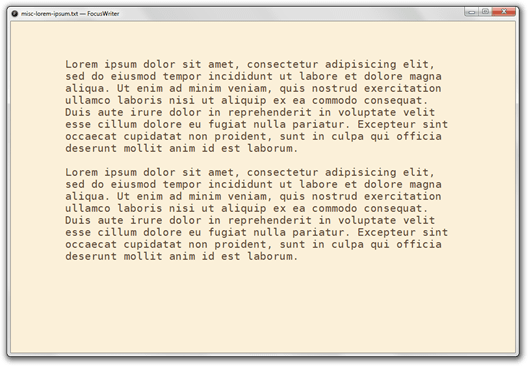 misc-lorem-ipsum.txt — FocusWriter
Lorem ipsum dolor sit amet, consectetur adipisicing elit,
sed do eiusmod tempor incididunt ut labore et dolore magna
aliqua. Ut enim ad minim veniam, quis nostrud exercitation
ullamco laboris nisi ut aliquip ex ea commodo consequat.
Duis aute irure dolor in reprehenderit in voluptate velit
esse cillum dolore eu fugiat nulla pariatur. Excepteur sint
occaecat cupidatat non proident, sunt in culpa qui officia
deserunt mollit anim id est laborum.
Lorem ipsum dolor sit amet, consectetur adipisicing elit,
sed do eiusmod tempor incididunt ut labore et dolore magna
aliqua. Ut enim ad minim veniam, quis nostrud exercitation
ullamco laboris nisi ut aliquip ex ea commodo consequat.
Duis aute irure dolor in reprehenderit in voluptate velit
esse cillum dolore eu fugiat nulla pariatur. Excepteur sint
occaecat cupidatat non proident, sunt in culpa qui officia
deserunt mollit anim id est laborum.